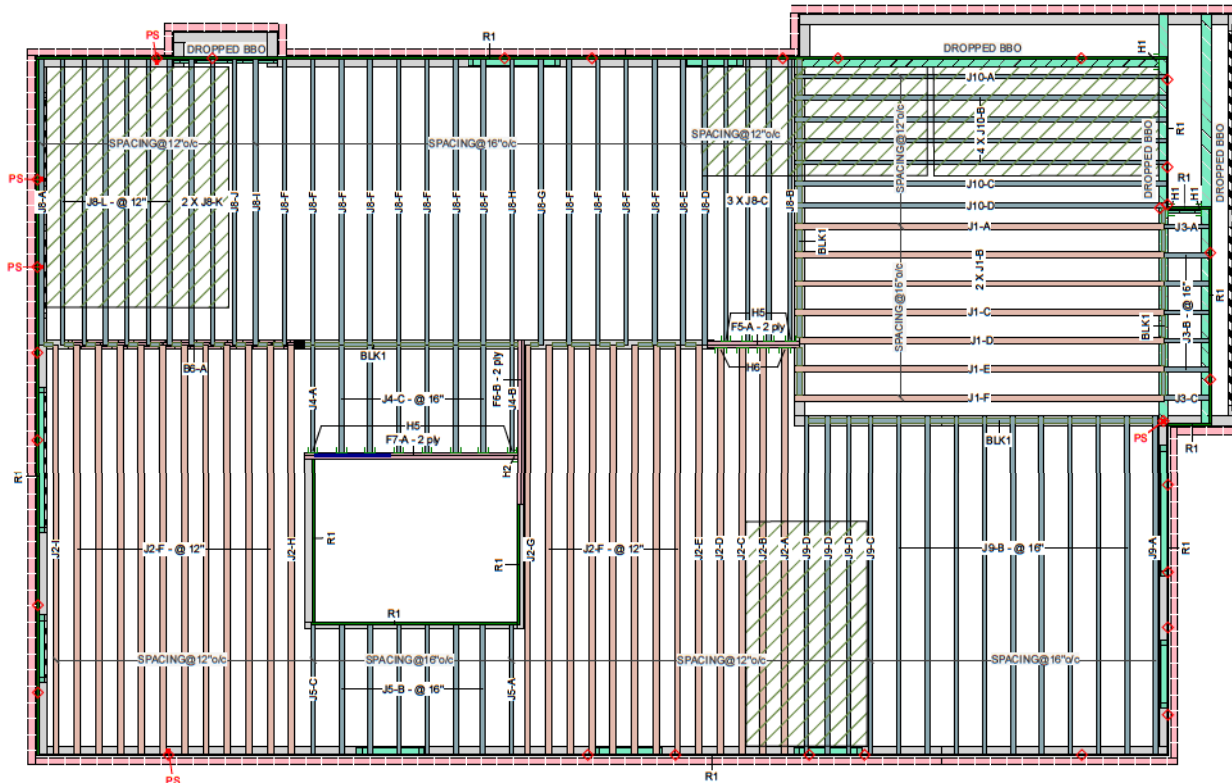 PS
DROPPED BBO
R1
DROPPED BBO
H1
J10-A
SPACING@12"o/c
SPACING@16"o/c
SPACING@12"o/c
SPACING@12"o/c
4 X J10-B
DROPPED BBO
R1
DROPPED BBO
PS
J8-A
J8-L - @ 12"
2 X J8-K
J8-J
J8-I
J8-F
J8-F
J8-F
J8-F
J8-F
J8-F
J8-F
J8-F
J8-H
J8-G
J8-F
J8-F
J8-F
J8-F
J8-E
J8-D
3 X J8-C
J8-B
J10-C
R1
H1
H1
J10-D
J3-A
J1-A
BLK1
J1-B
2 X J1-B
PS
R1
J3-B - @ 16"
J1-C
SPACING@16"o/c
BLK1
H5
F5-A - 2 ply
J1-D
H6
B6-A
BLK1
F6-B - 2 ply
J1-E
J4-A
J4-C - @ 16"
J4-B
J1-F
J3-C
H5
F7-A - 2 ply
BLK1
PS
R1
H2
R1
J2-I
J2-F - @ 12"
J2-H
R1
R1
J2-G
J2-F - @ 12"
J2-E
J2-D
J2-C
J2-B
J2-A
J9-D
J9-D
J9-D
J9-C
J9-B - @ 16"
J9-A
R1
R1
SPACING@12"o/c
SPACING@16"o/c
SPACING@12"o/c
SPACING@16"o/c
J5-C
J5-B - @ 16"
J5-A
PS
R1